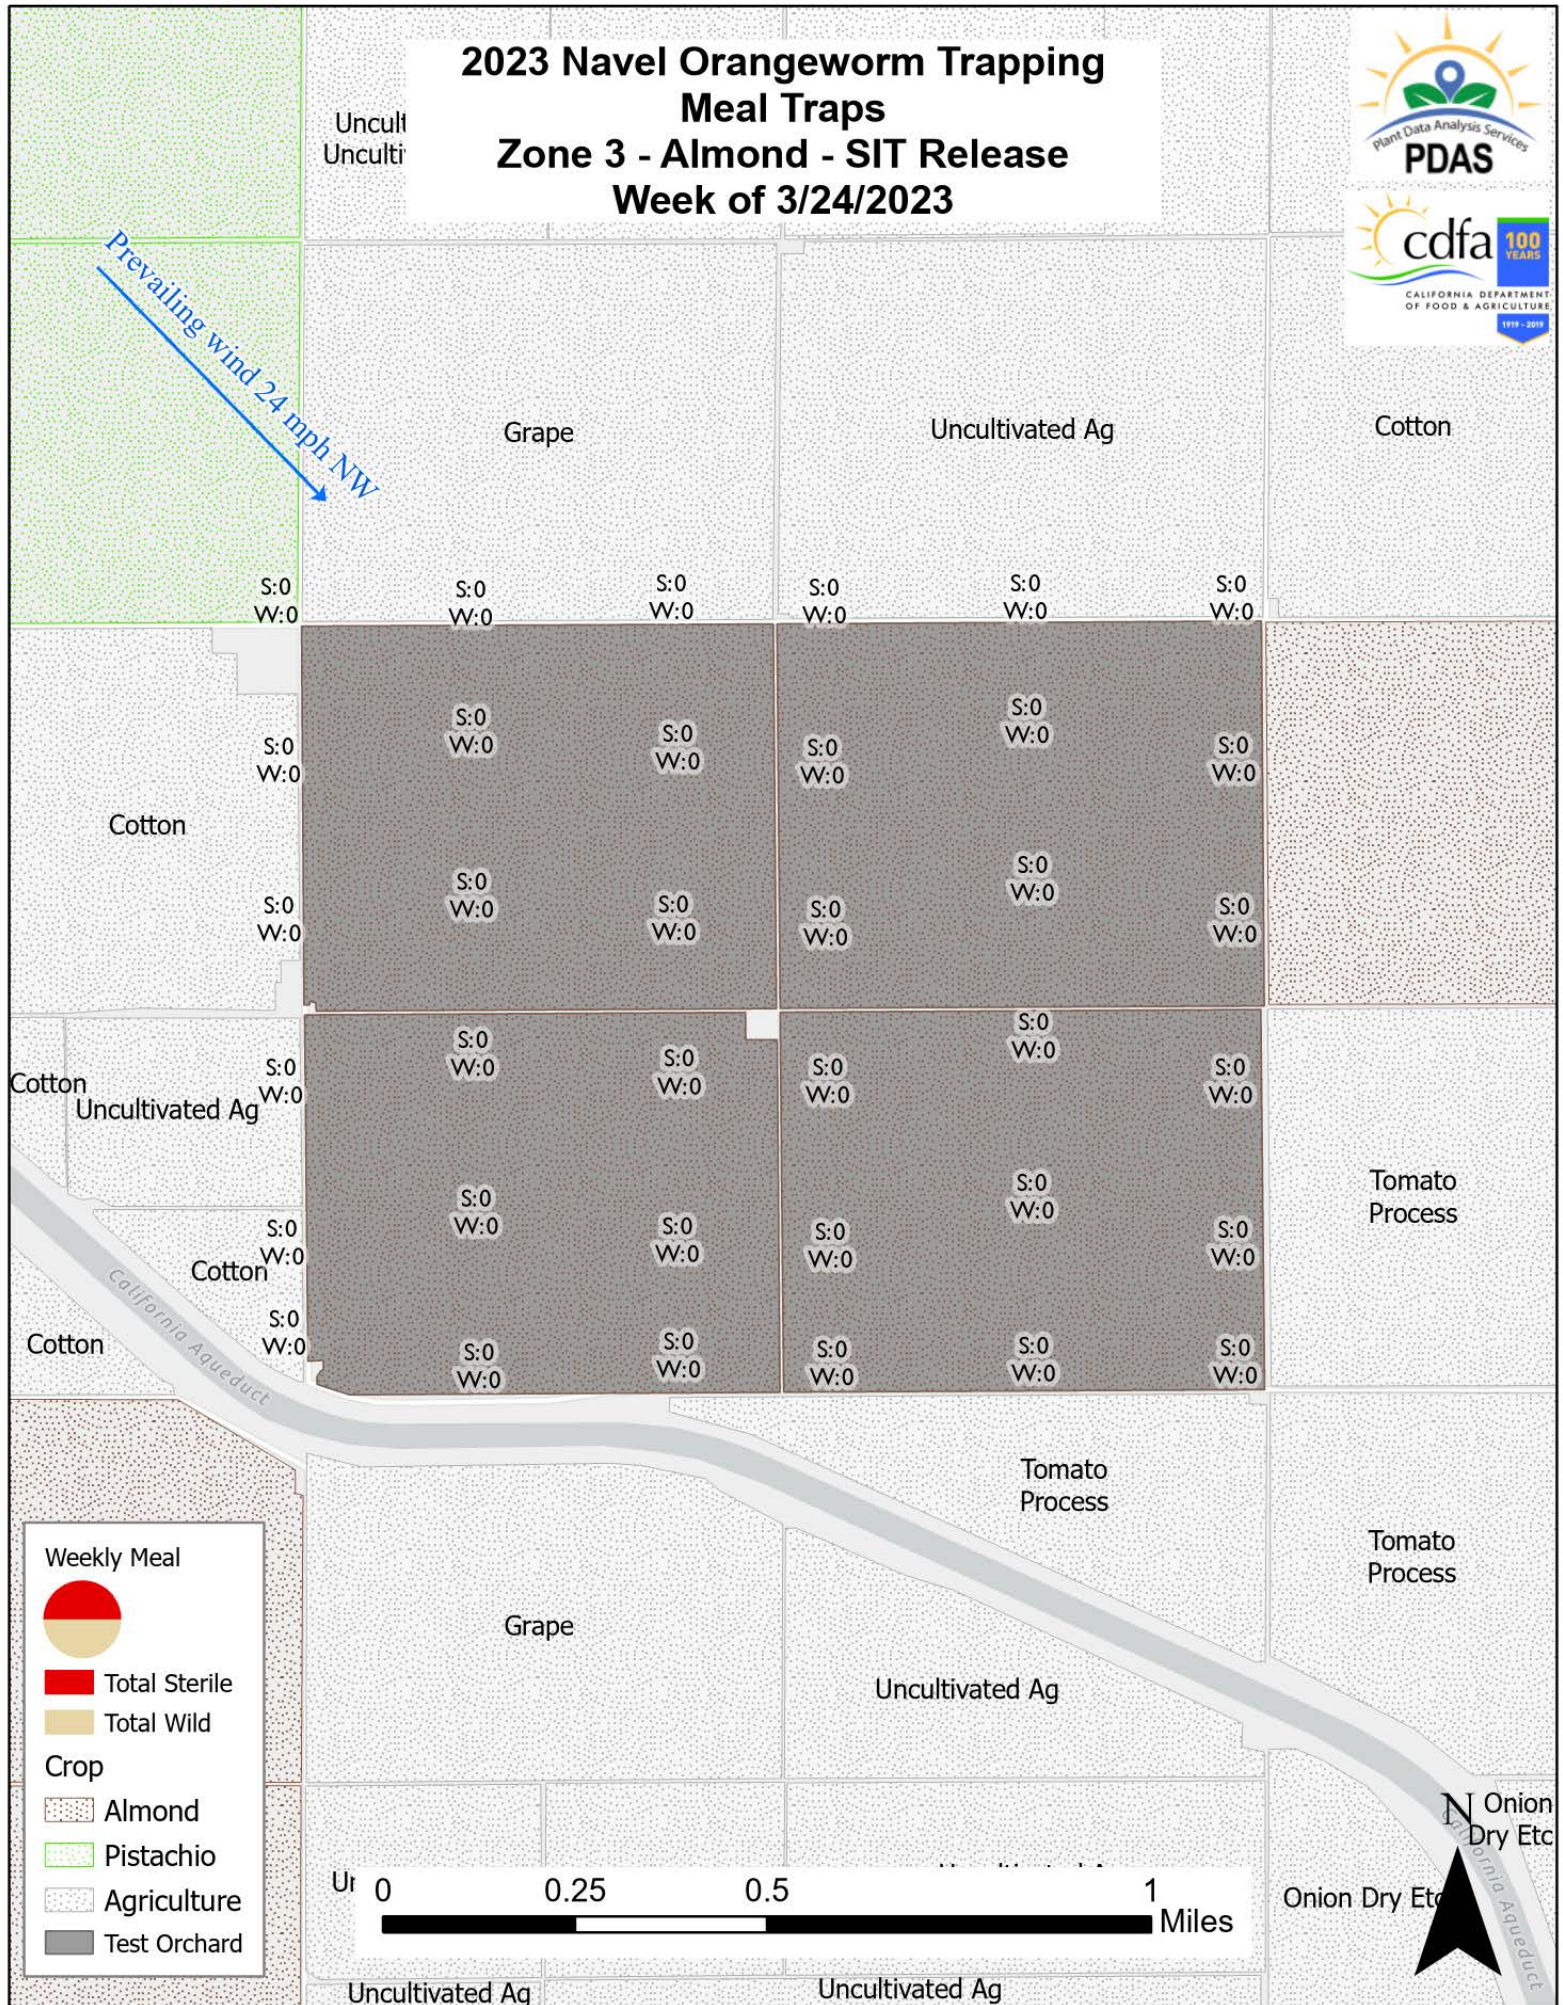 2023 Navel Orangeworm Trapping
Meal Traps
Zone 3 - Almond - SIT Release
Week of 3/24/2023
Plant Data Analysis Services
PDAS
cdfa
100
YEARS
CALIFORNIA DEPARTMENT
OF FOOD & AGRICULTURE
1919 - 2019
Prevailing wind 24 mph NW
Grape
Uncultivated Ag
Cotton
S:0
W:0
S:0
W:0
S:0
W:0
S:0
W:0
S:0
W:0
S:0
W:0
S:0
W:0
S:0
W:0
S:0
W:0
S:0
W:0
S:0
W:0
S:0
W:0
Cotton
S:0
W:0
S:0
W:0
S:0
W:0
S:0
W:0
S:0
W:0
S:0
W:0
Cotton
Uncultivated Ag
S:0
W:0
S:0
W:0
S:0
W:0
S:0
W:0
S:0
W:0
S:0
W:0
Tomato
Process
Cotton
S:0
W:0
S:0
W:0
S:0
W:0
S:0
W:0
S:0
W:0
S:0
W:0
Cotton
California Aqueduct
S:0
W:0
S:0
W:0
S:0
W:0
S:0
W:0
S:0
W:0
S:0
W:0
Tomato
Process
Tomato
Process
Grape
Uncultivated Ag
Weekly Meal
Total Sterile
Total Wild
Crop
Almond
Pistachio
Agriculture
Test Orchard
N
Onion
Dry Etc
Onion Dry Etc
California Aqueduct
0 0.25 0.5 1
Miles
Uncultivated Ag
Uncultivated Ag